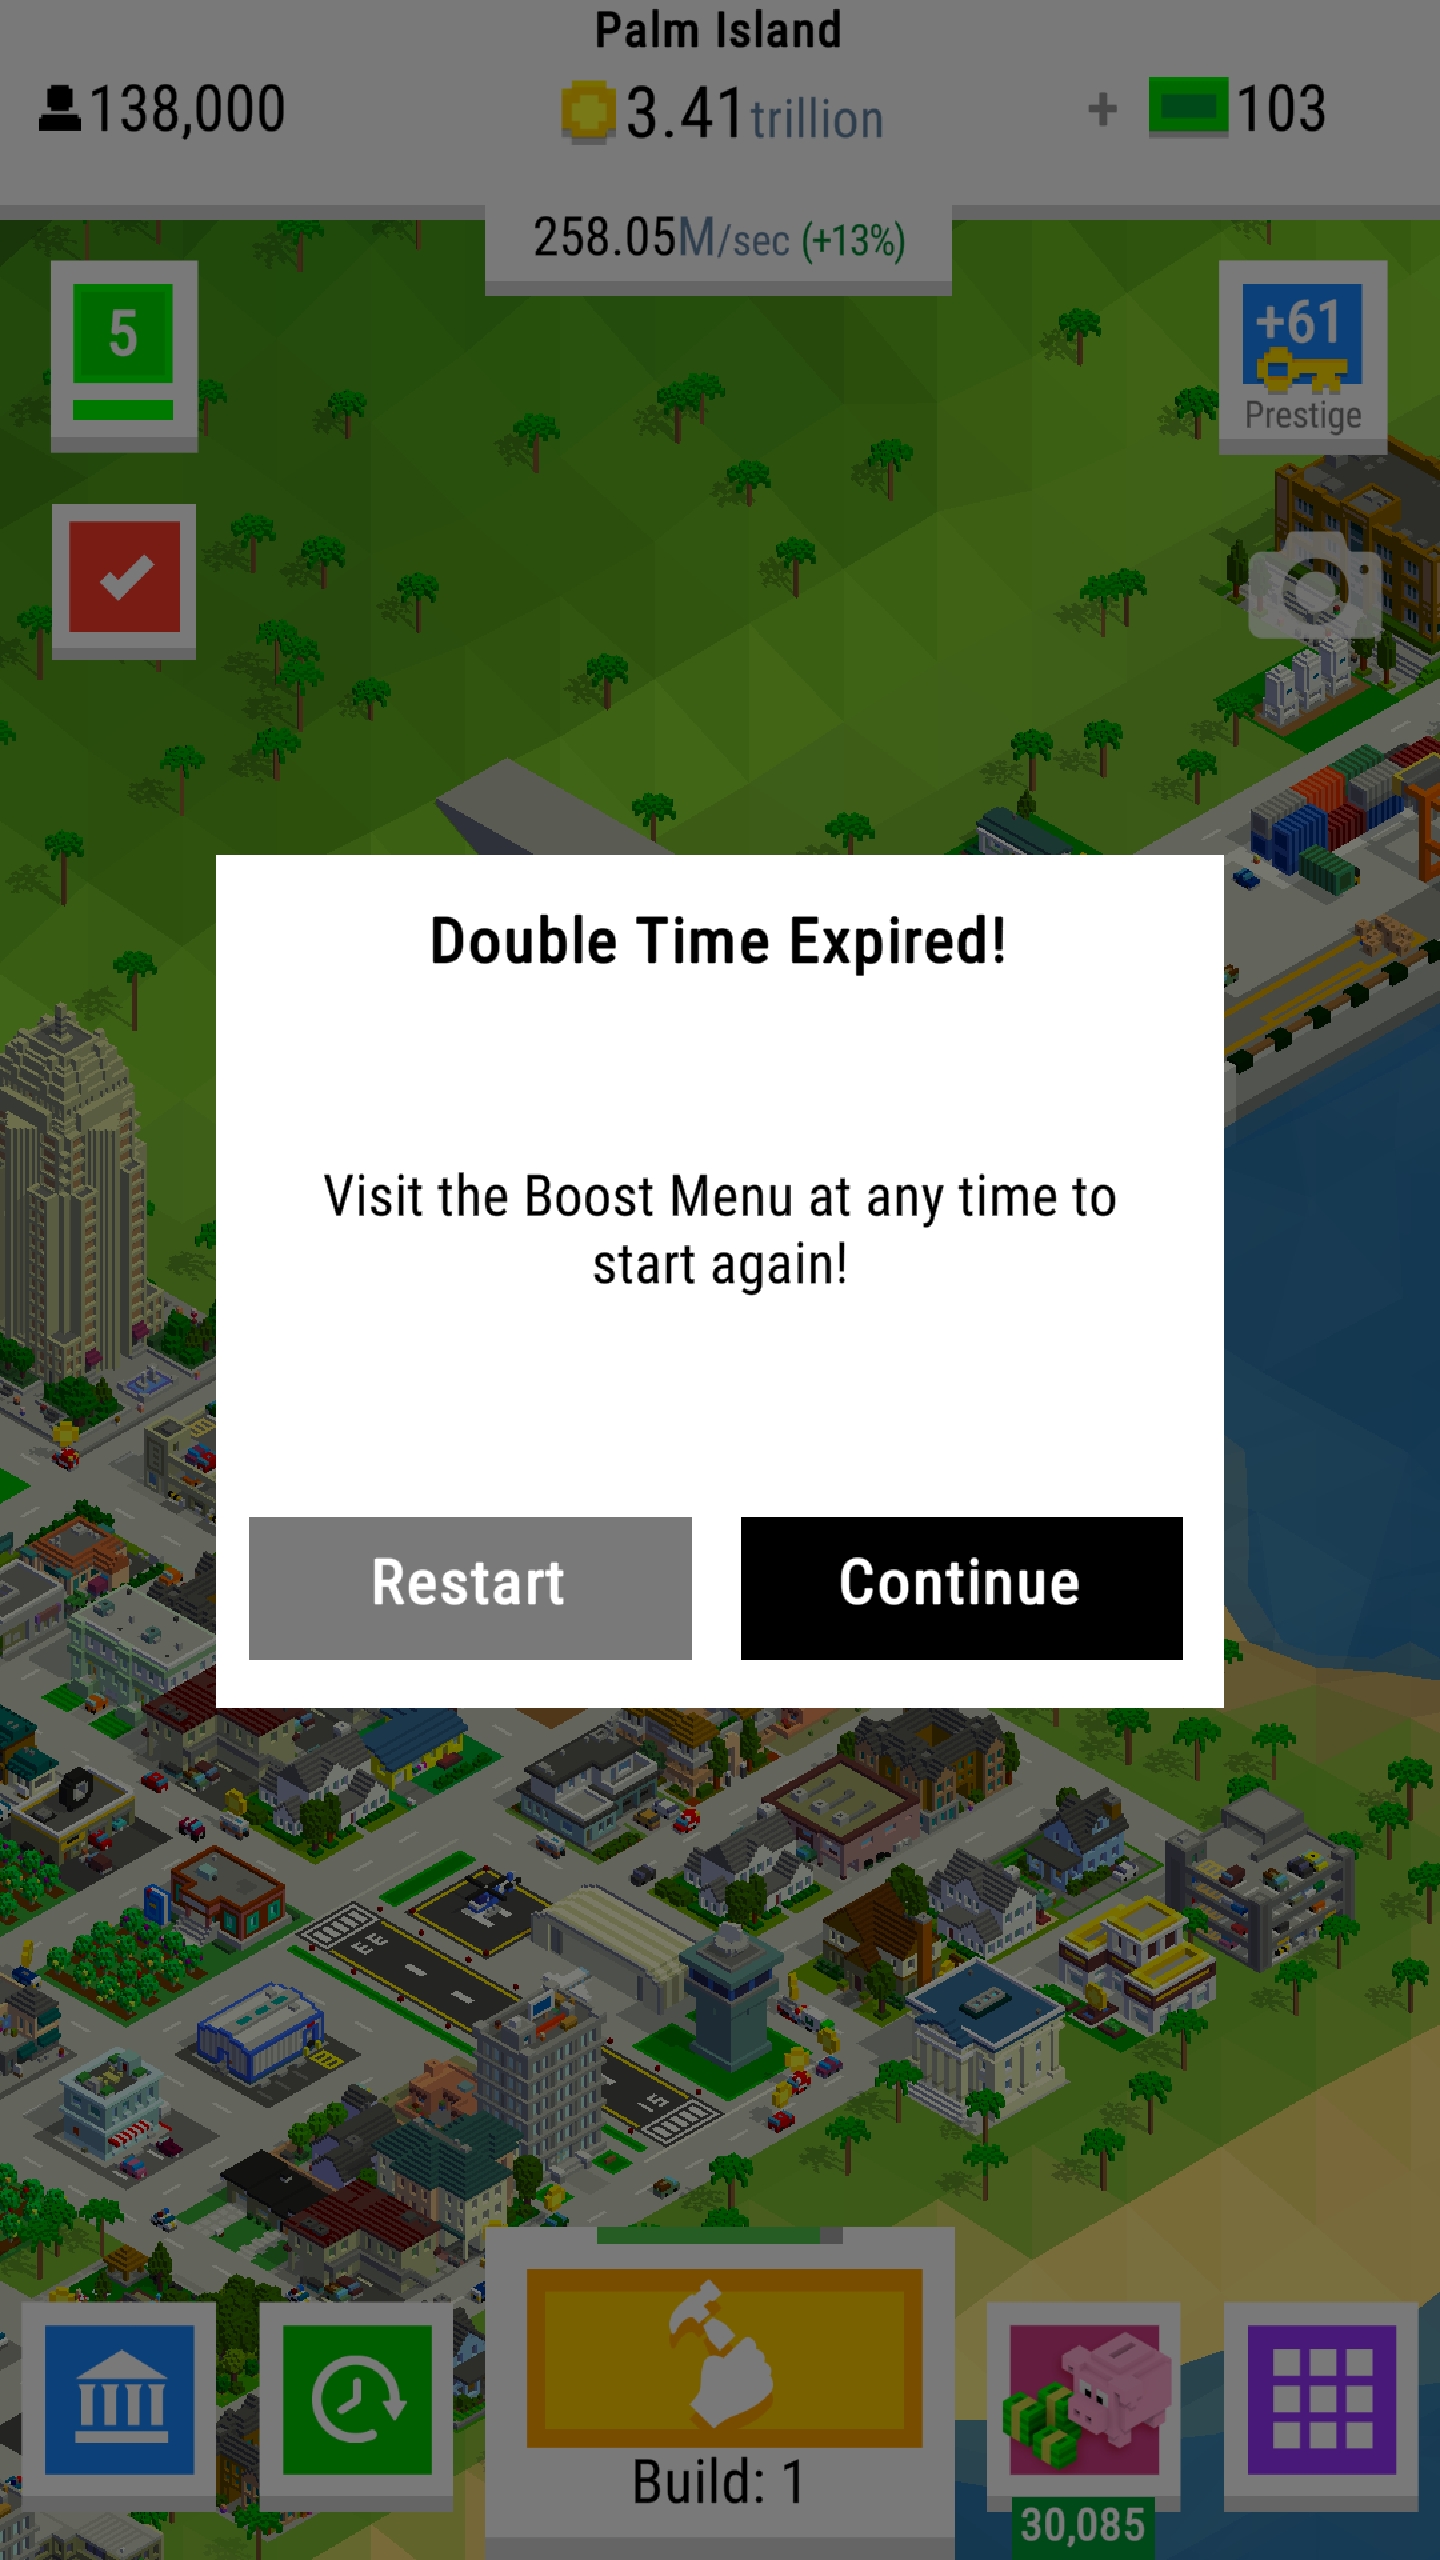 Palm Island
138,000
3.41 trillion
+ 103
258.05M/sec (+13%)
5
+61
Prestige
Double Time Expired!
Visit the Boost Menu at any time to
start again!
Restart
Continue
Build: 1
30,085